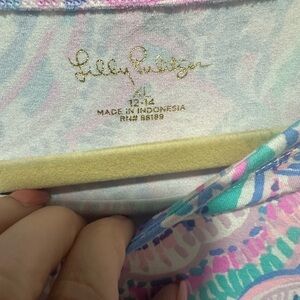 Lilly Pulitzer
XL
12-14
MADE IN INDONESIA
RN# 88189